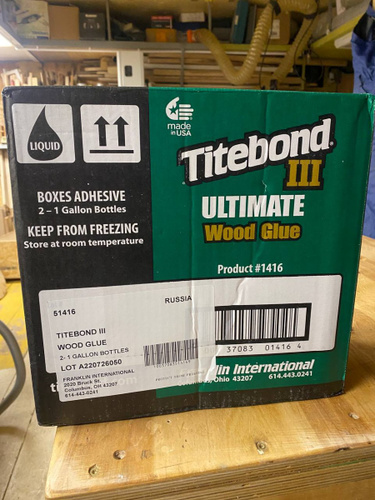 LIQUID
made
in USA
Titebond
III
ULTIMATE
Wood Glue
BOXES ADHESIVE
2 – 1 Gallon Bottles
KEEP FROM FREEZING
Store at room temperature
Product #1416
51416
RUSSIA
TITEBOND III
WOOD GLUE
2- 1 GALLON BOTTLES
LOT A220726050
FRANKLIN INTERNATIONAL
2020 Bruck St.
Columbus, OH 43207
614-443-0241
37083 01416 4
lin International
Ohio 43207 614.443.0241